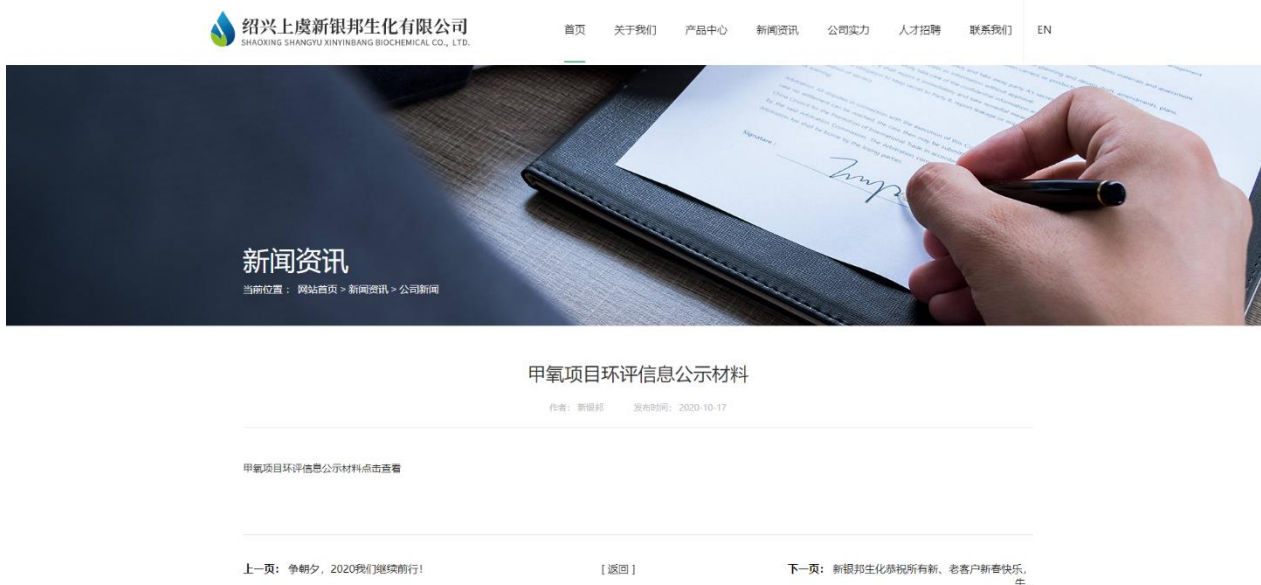 绍兴上虞新银邦生化有限公司
SHAOXING SHANGYU XINYINBANG BIOCHEMICAL CO., LTD.
首页 关于我们 产品中心 新闻资讯 公司实力 人才招聘 联系我们 EN
Signature :
新闻资讯
当前位置： 网站首页 > 新闻资讯 > 公司新闻
甲氧项目环评信息公示材料
作者： 新银邦 发布时间： 2020-10-17
甲氧项目环评信息公示材料点击查看
上一页： 争朝夕，2020我们继续前行！ [ 返回 ] 下一页： 新银邦生化恭祝所有新、老客户新春快乐，
牛